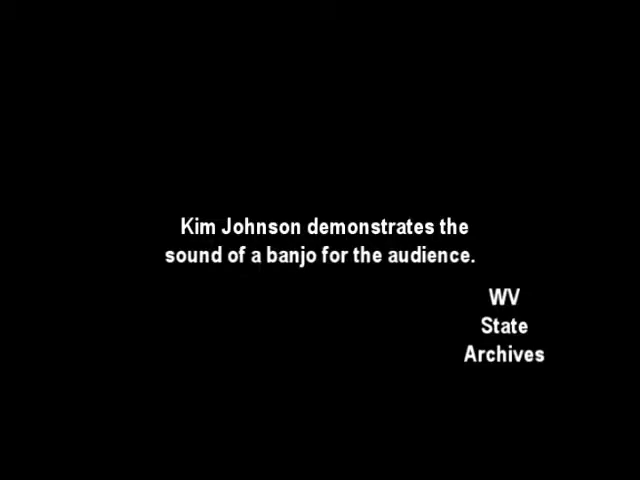 Kim Johnson demonstrates the
sound of a banjo for the audience.
WV
State
Archives